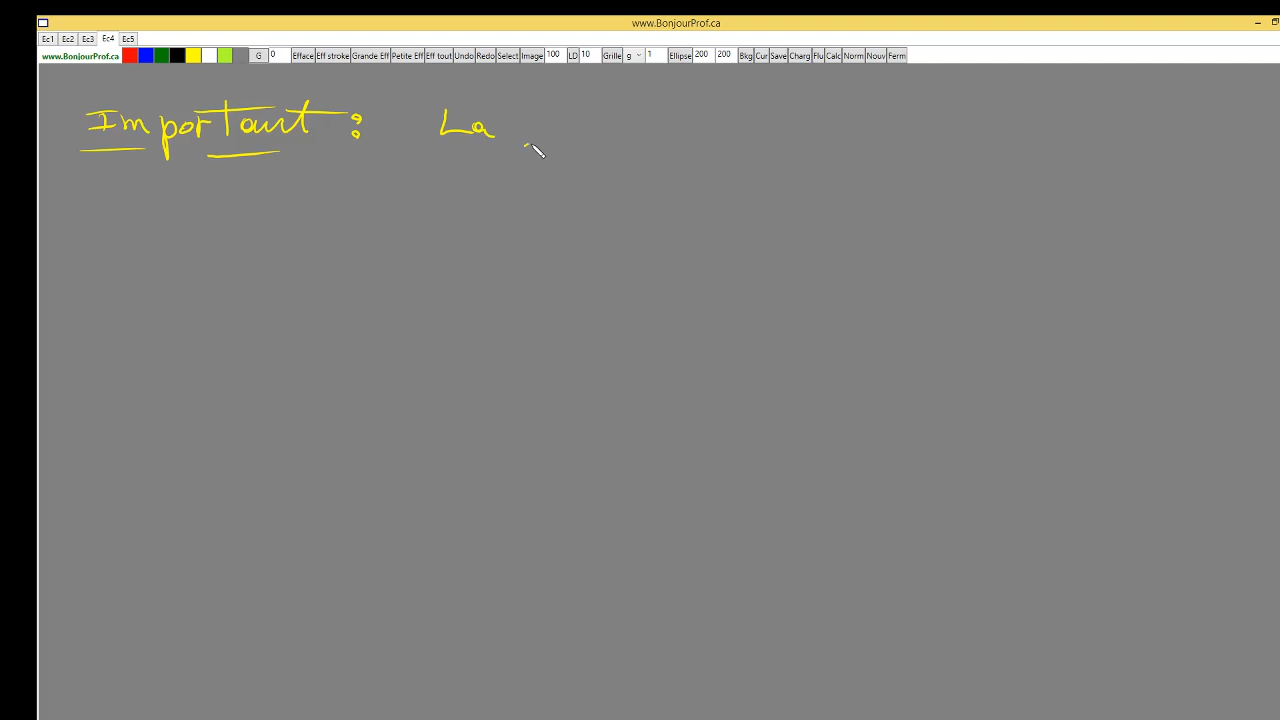 www.BonjourProf.ca
Ec1 Ec2 Ec3 Ec4 Ec5
www.BonjourProf.ca G 0 Efface Eff stroke Grande Eff Petite Eff Eff tout Undo Redo Select Image 100 LD 10 Grille g 1 Ellipse 200 200 Bkg Cur Save Charg Flu Calc Norm Nouv Ferm
Important : La